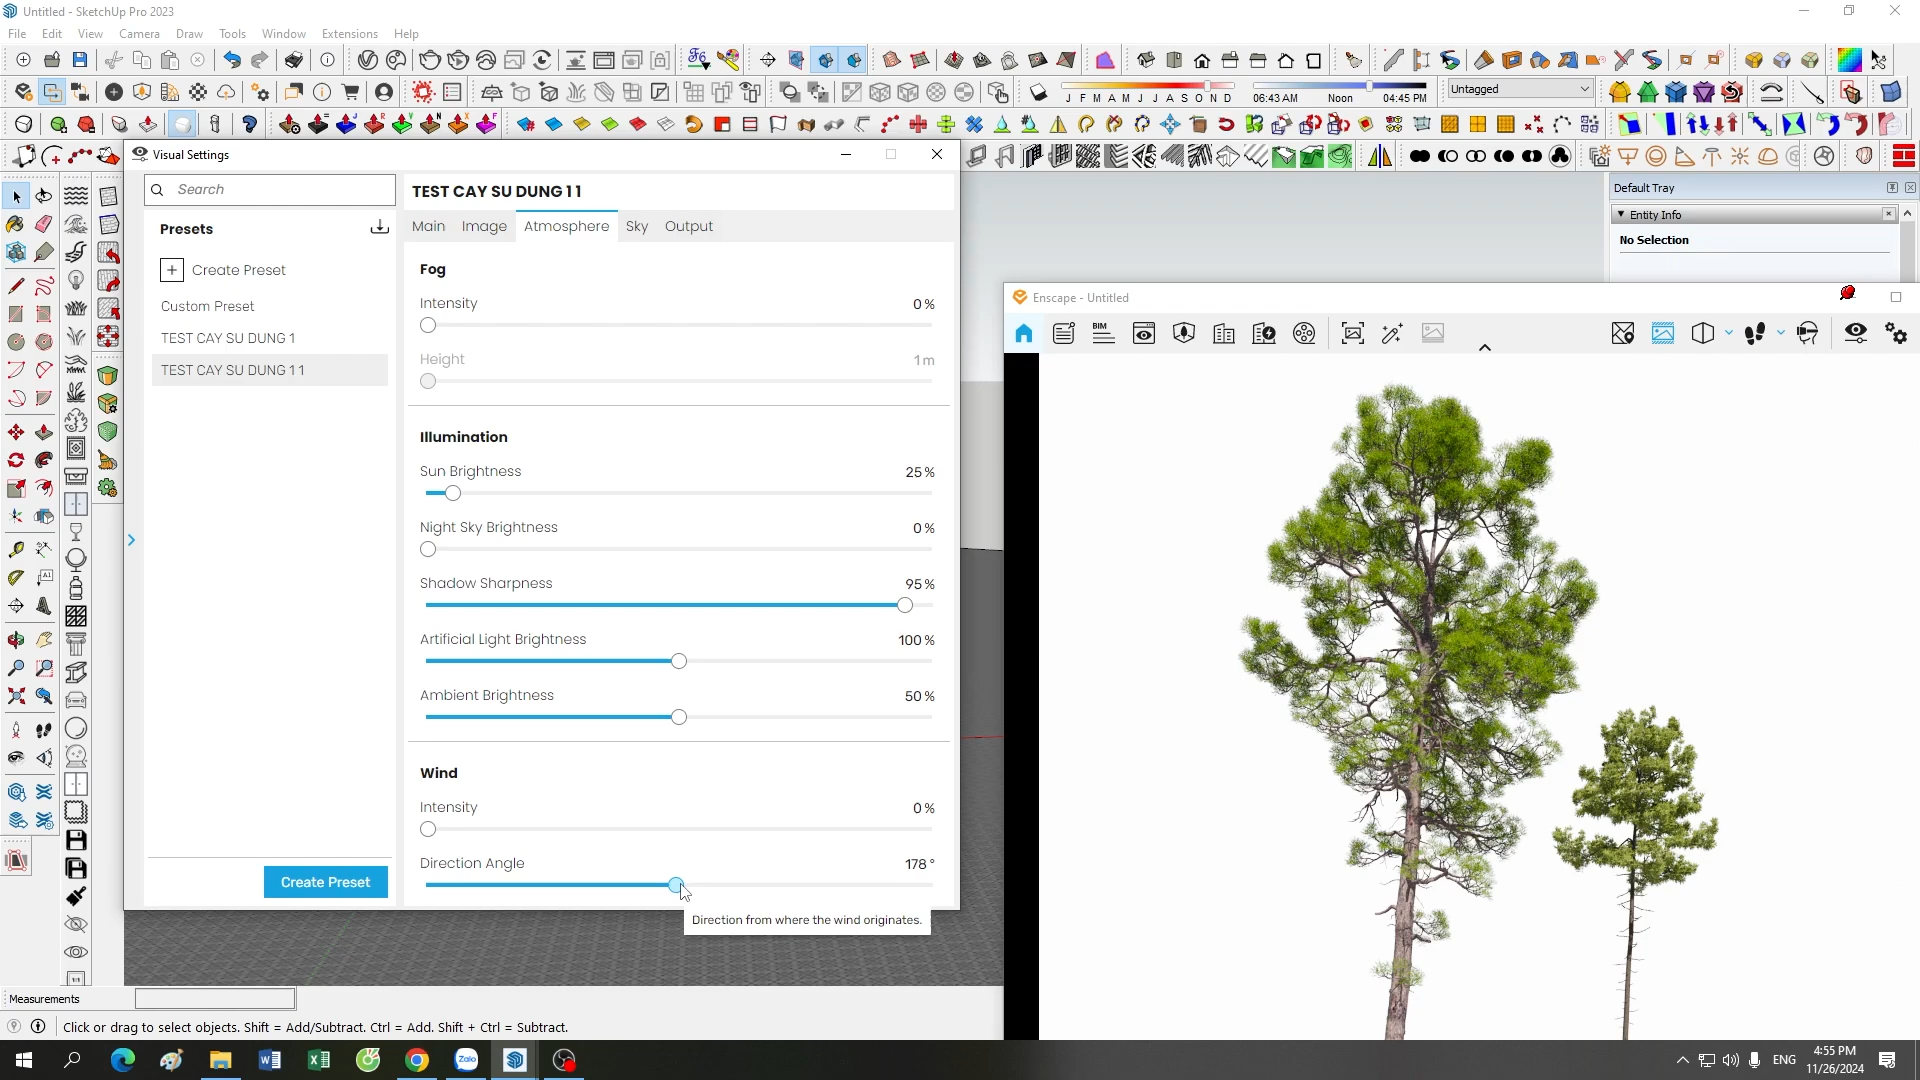 Untitled - SketchUp Pro 2023
File Edit View Camera Draw Tools Window Extensions Help
J F M A M J J A S O N D
06:43 AM Noon 04:45 PM
Untagged
Visual Settings
Search
TEST CAY SU DUNG 1 1
Presets
Main Image Atmosphere Sky Output
Create Preset
Custom Preset
TEST CAY SU DUNG 1
TEST CAY SU DUNG 1 1
Create Preset
Fog
Intensity 0 %
Height 1 m
Illumination
Sun Brightness 25 %
Night Sky Brightness 0 %
Shadow Sharpness 95 %
Artificial Light Brightness 100 %
Ambient Brightness 50 %
Wind
Intensity 0 %
Direction Angle 178 °
Direction from where the wind originates.
Default Tray
Entity Info
No Selection
Enscape - Untitled
BIM
Measurements
Click or drag to select objects. Shift = Add/Subtract. Ctrl = Add. Shift + Ctrl = Subtract.
Zalo
ENG
4:55 PM
11/26/2024